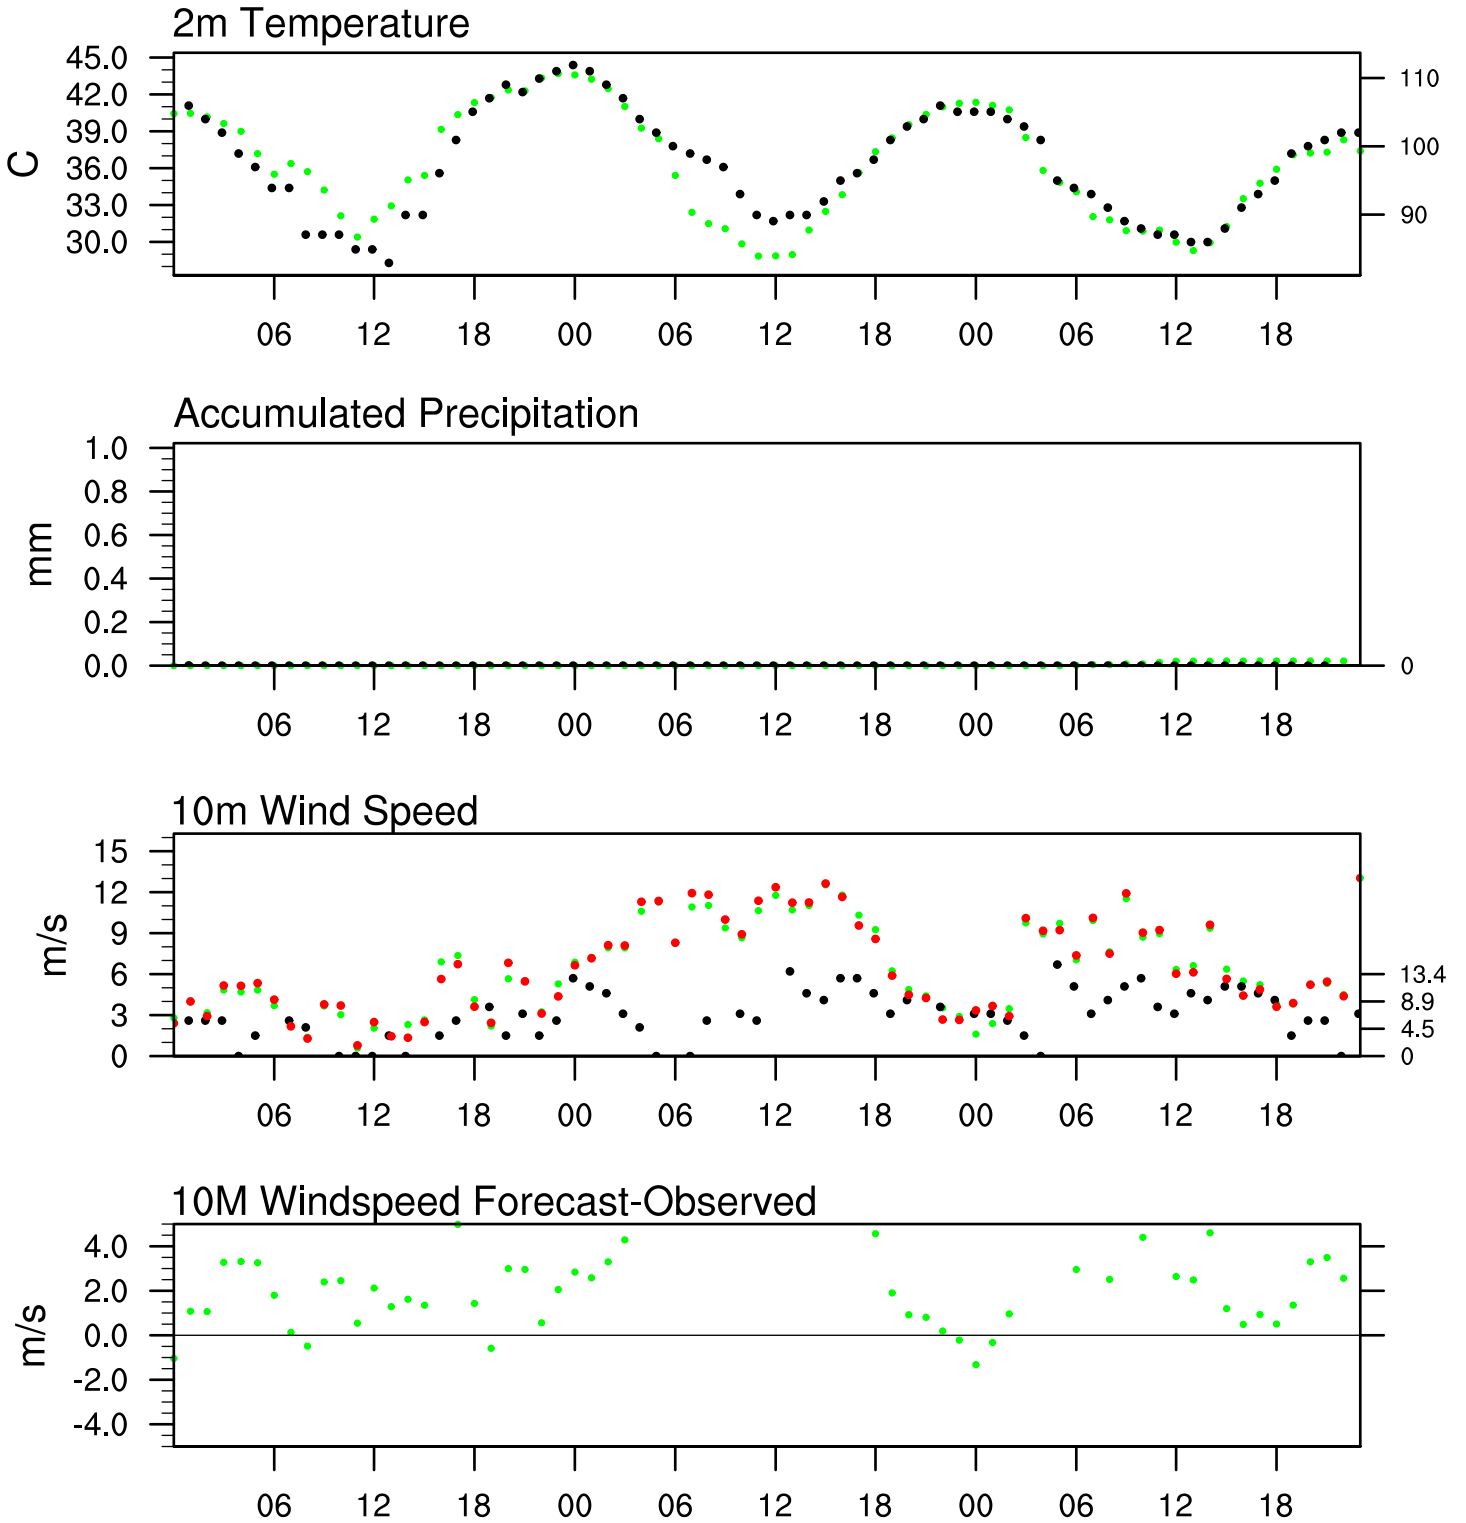 2m Temperature
45.0
42.0
39.0
36.0
33.0
30.0
C
110
100
90
06 12 18 00 06 12 18 00 06 12 18
Accumulated Precipitation
1.0
0.8
0.6
0.4
0.2
0.0
mm
0
06 12 18 00 06 12 18 00 06 12 18
10m Wind Speed
15
12
9
6
3
0
m/s
13.4
8.9
4.5
0
06 12 18 00 06 12 18 00 06 12 18
10M Windspeed Forecast-Observed
4.0
2.0
0.0
-2.0
-4.0
m/s
06 12 18 00 06 12 18 00 06 12 18